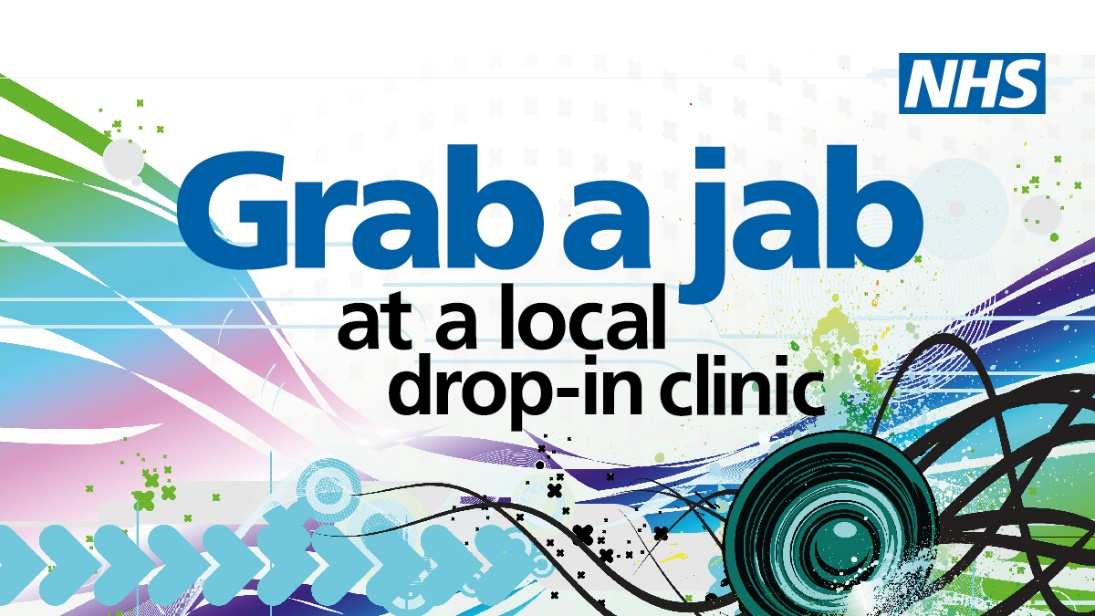 NHS
Grab a jab
at a local
drop-in clinic